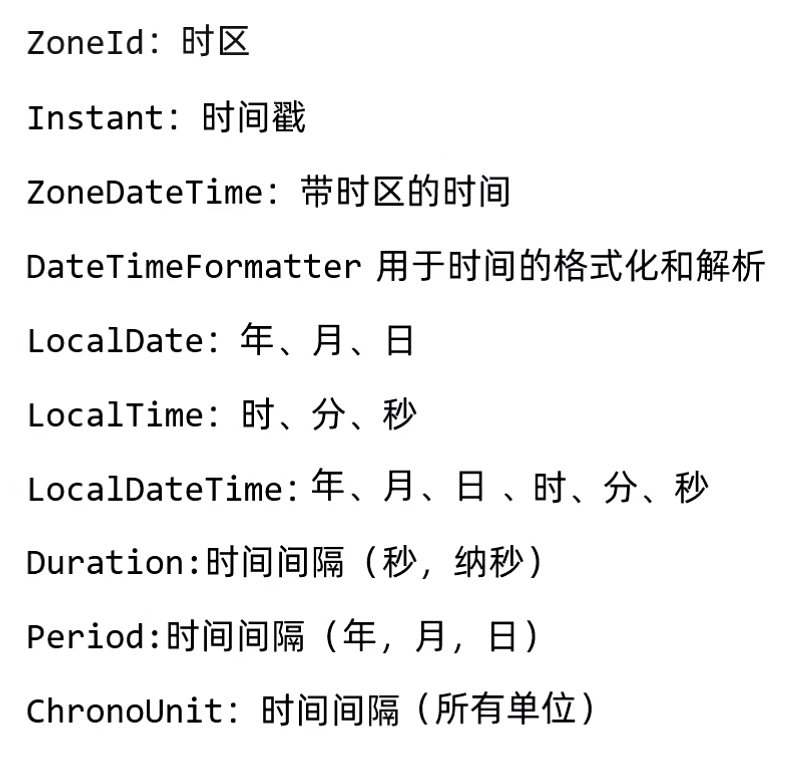 ZoneId：时区
Instant：时间戳
ZoneDateTime：带时区的时间
DateTimeFormatter 用于时间的格式化和解析
LocalDate：年、月、日
LocalTime：时、分、秒
LocalDateTime：年、月、日 、时、分、秒
Duration:时间间隔（秒，纳秒）
Period:时间间隔（年，月，日）
ChronoUnit：时间间隔（所有单位）